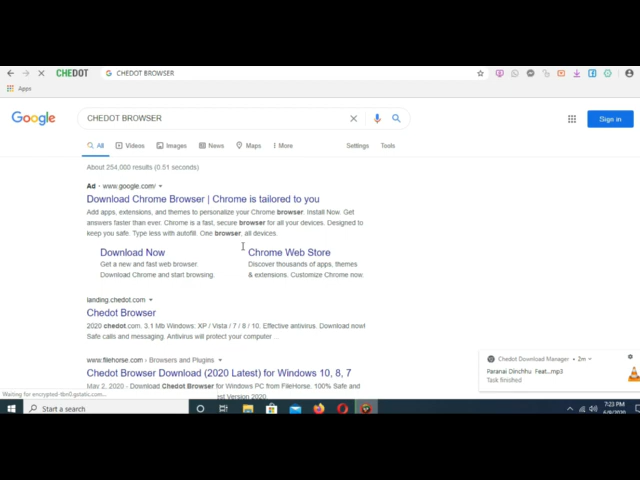 CHEDOT
CHEDOT BROWSER
Apps
Google
CHEDOT BROWSER
Sign in
All
Videos
Images
News
Maps
More
Settings
Tools
About 254,000 results (0.51 seconds)
Ad · www.google.com/
Download Chrome Browser | Chrome is tailored to you
Add apps, extensions, and themes to personalize your Chrome browser. Install Now. Get
answers faster than ever. Chrome is a fast, secure browser for all your devices. Designed to
keep you safe. Type less with autofill. One browser, all devices.
Download Now
Get a new and fast web browser.
Download Chrome and start browsing.
Chrome Web Store
Discover thousands of apps, themes
& extensions. Customize Chrome now.
landing.chedot.com
Chedot Browser
2020 chedot.com. 3.1 Mb Windows: XP / Vista / 7 / 8 / 10. Effective antivirus. Download now!
Safe calls and messaging. Antivirus will protect your computer ...
www.filehorse.com › Browsers and Plugins
Chedot Browser Download (2020 Latest) for Windows 10, 8, 7
May 2, 2020 - Download Chedot Browser for Windows PC from FileHorse. 100% Safe and
est Version 2020.
Chedot Download Manager • 2m
Paranai Dinchhu Feat...mp3
Task finished
Waiting for encrypted-tbn0.gstatic.com...
Start a search
7:23 PM
6/9/2020